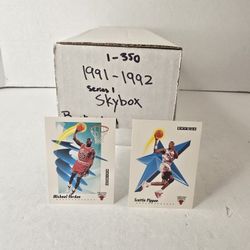 1-350
1991-1992
Series 1
Skybox
SKYBOX
Michael Jordan
Scottie Pippen